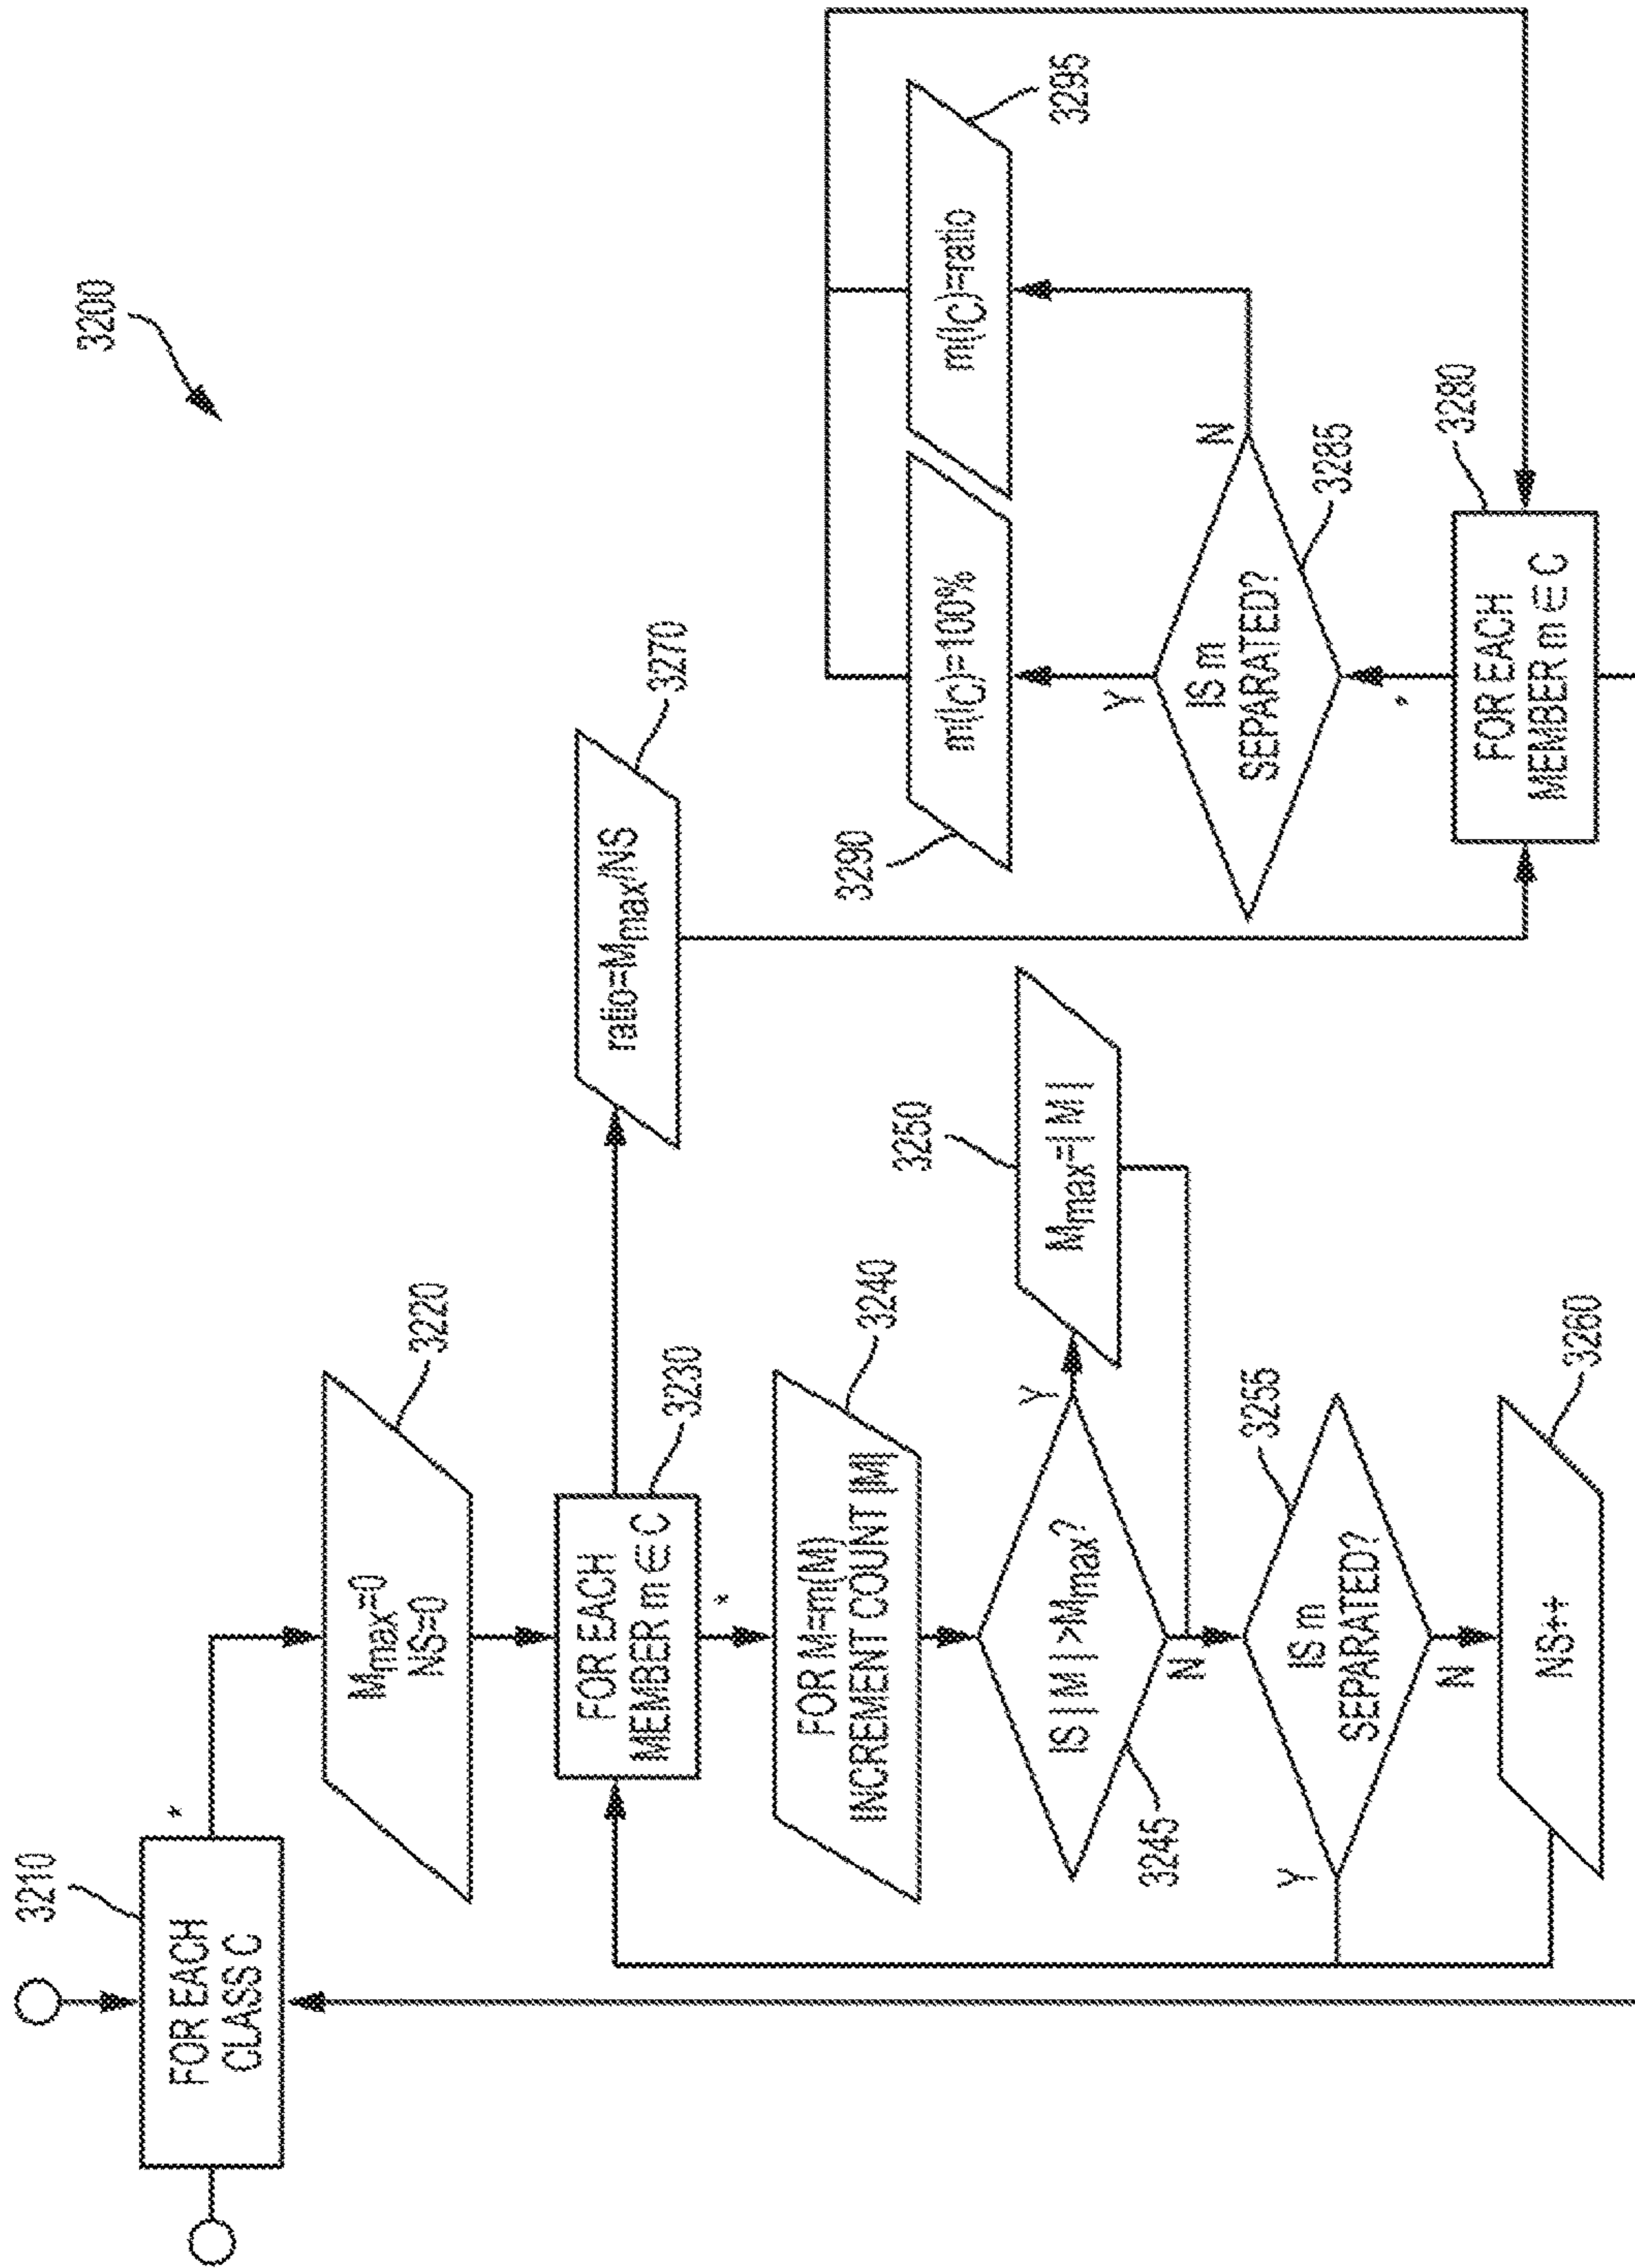 3200
3210
FOR EACH
CLASS C
*
Mmax=0
NS=0
3220
FOR EACH
MEMBER m∈C
3230
*
FOR M=m(M)
INCREMENT COUNT |M|
3240
IS | M | >Mmax?
3245
Y
N
Mmax=| M |
3250
IS m
SEPARATED?
3255
Y
N
NS++
3260
ratio=Mmax/NS
3270
FOR EACH
MEMBER m∈C
3280
*
IS m
SEPARATED?
3285
Y
N
m(IC)=100%
3290
m(IC)=ratio
3295